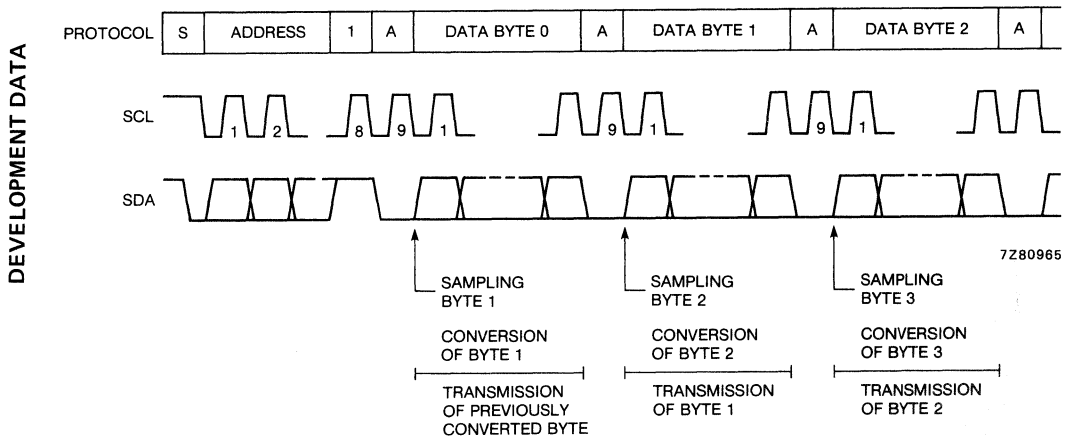 DEVELOPMENT DATA
PROTOCOL S ADDRESS 1 A DATA BYTE 0 A DATA BYTE 1 A DATA BYTE 2 A
SCL 1 2 8 9 1 9 1 9 1
SDA
7Z80965
SAMPLING
BYTE 1
SAMPLING
BYTE 2
SAMPLING
BYTE 3
CONVERSION
OF BYTE 1
CONVERSION
OF BYTE 2
CONVERSION
OF BYTE 3
TRANSMISSION
OF PREVIOUSLY
CONVERTED BYTE
TRANSMISSION
OF BYTE 1
TRANSMISSION
OF BYTE 2